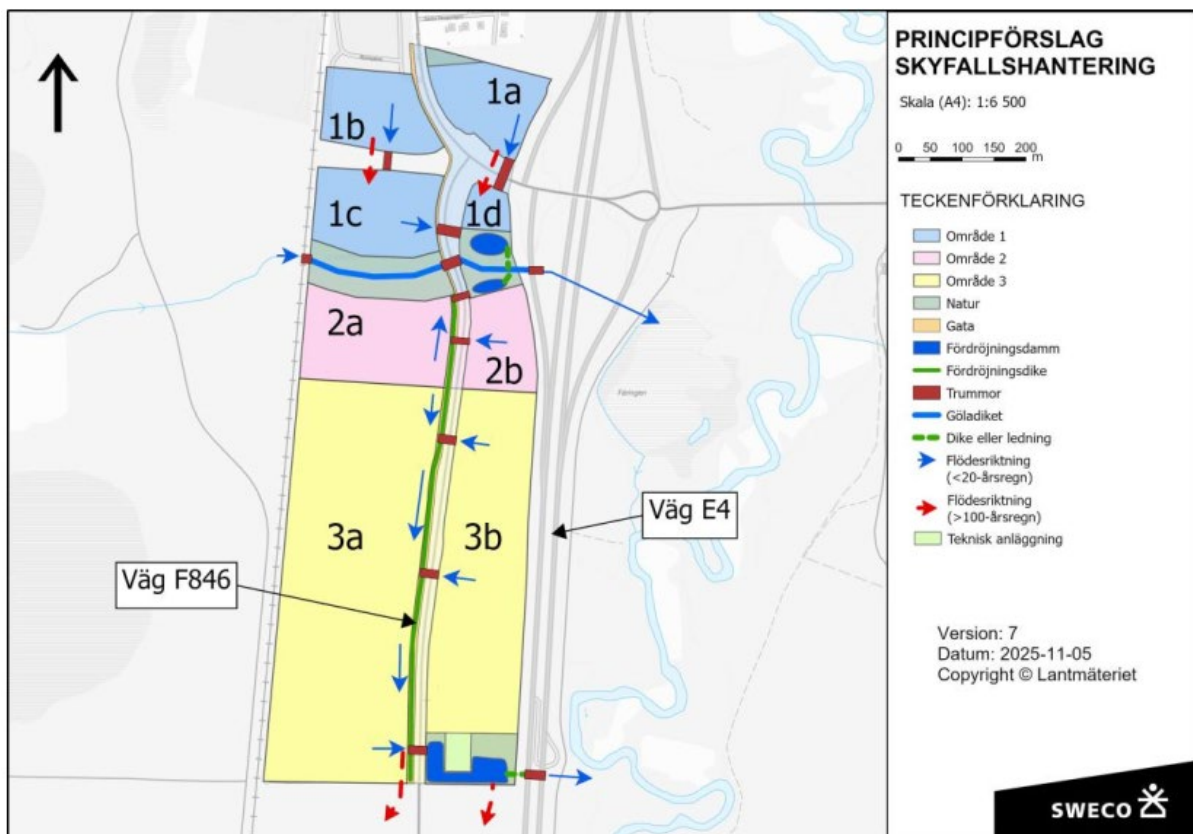 1a
1b
1c
1d
2a
2b
3a
3b
Väg E4
Väg F846
Fåringen
PRINCIPFÖRSLAG
SKYFALLSHANTERING
Skala (A4): 1:6 500
0 50 100 150 200
m
TECKENFÖRKLARING
Område 1
Område 2
Område 3
Natur
Gata
Fördröjningsdamm
Fördröjningsdike
Trummor
Göladiket
Dike eller ledning
Flödesriktning
(<20-årsregn)
Flödesriktning
(>100-årsregn)
Teknisk anläggning
Version: 7
Datum: 2025-11-05
Copyright © Lantmäteriet
SWECO